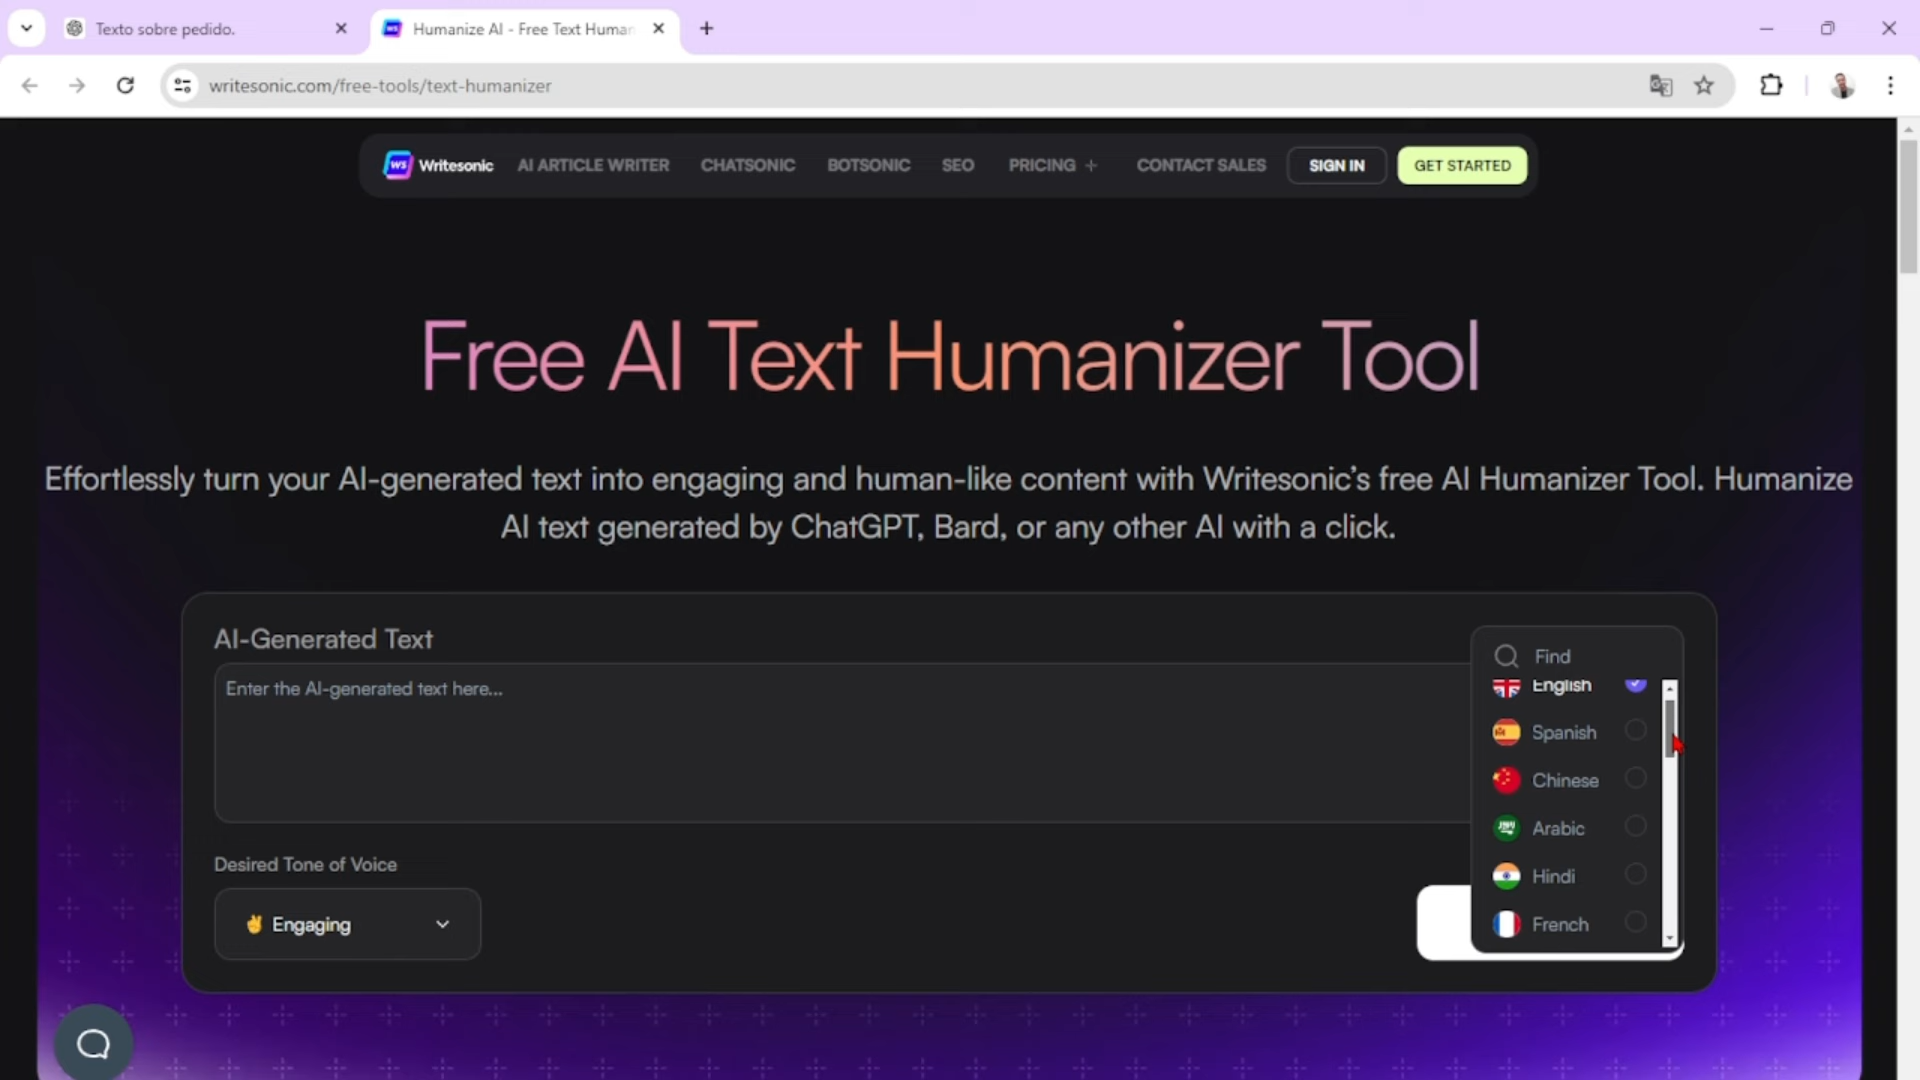 Texto sobre pedido.
Humanize AI - Free Text Human
writesonic.com/free-tools/text-humanizer
WS Writesonic AI ARTICLE WRITER CHATSONIC BOTSONIC SEO PRICING + CONTACT SALES SIGN IN GET STARTED
Free AI Text Humanizer Tool
Effortlessly turn your AI-generated text into engaging and human-like content with Writesonic’s free AI Humanizer Tool. Humanize
AI text generated by ChatGPT, Bard, or any other AI with a click.
AI-Generated Text
Enter the AI-generated text here...
Find
English
Spanish
Chinese
Arabic
Hindi
French
Desired Tone of Voice
✌ Engaging